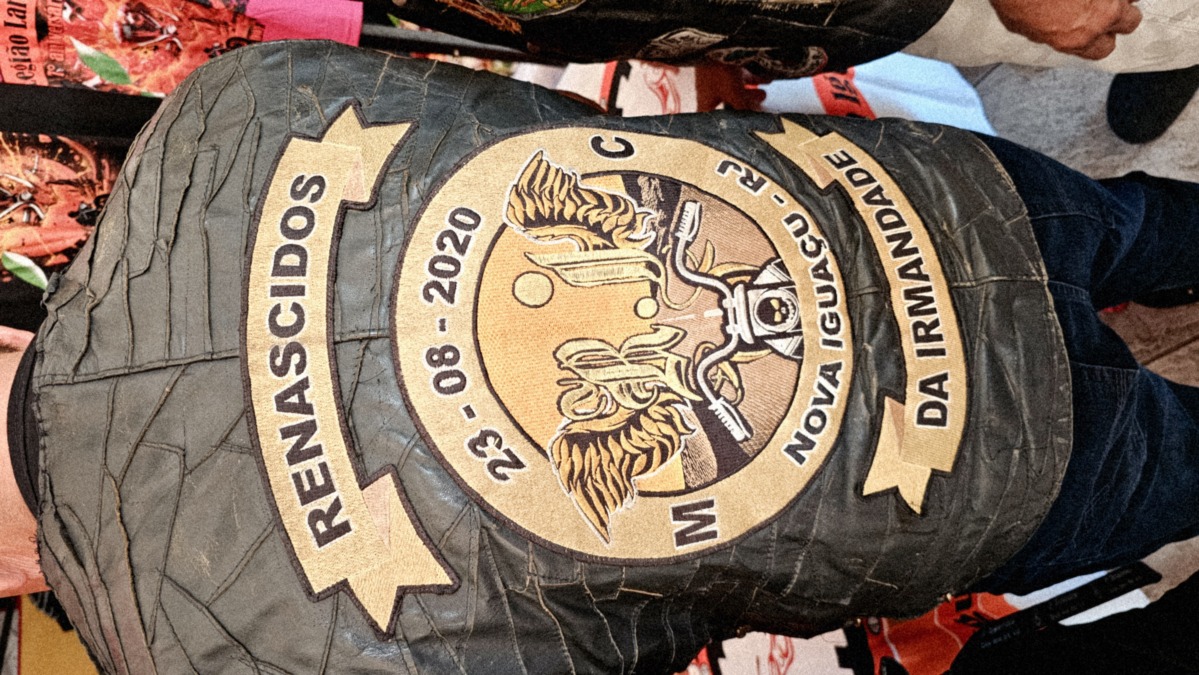 RENASCIDOS
23 - 08 - 2020
M C
NOVA IGUAÇU - RJ
DA IRMANDADE